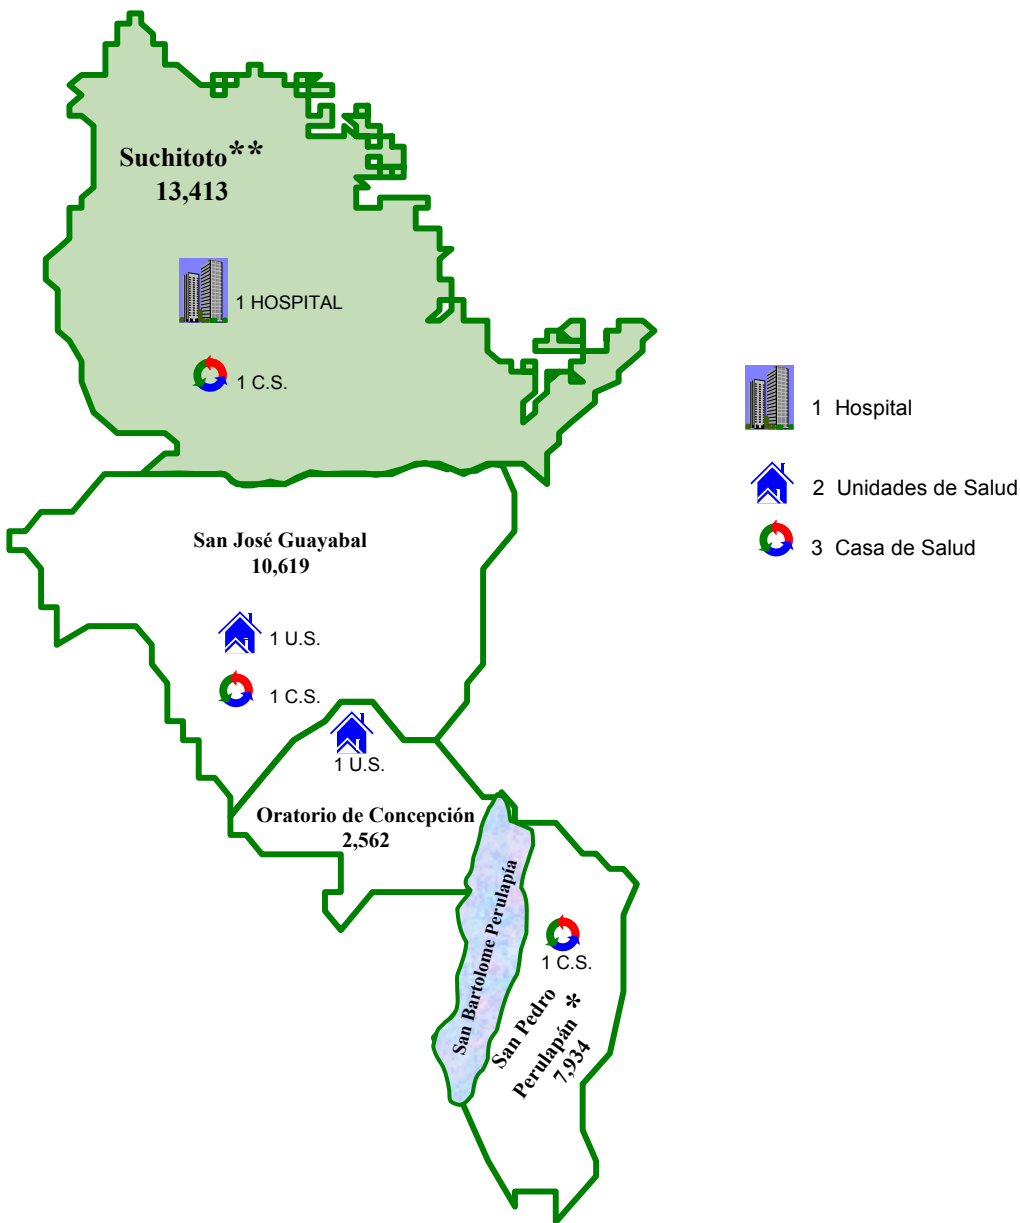 Suchitoto**
13,413
1 HOSPITAL
1 C.S.
1 Hospital
2 Unidades de Salud
3 Casa de Salud
San José Guayabal
10,619
1 U.S.
1 C.S.
1 U.S.
Oratorio de Concepción
2,562
San Bartolome Perulapía
1 C.S.
San Pedro
Perulapán *
7,934